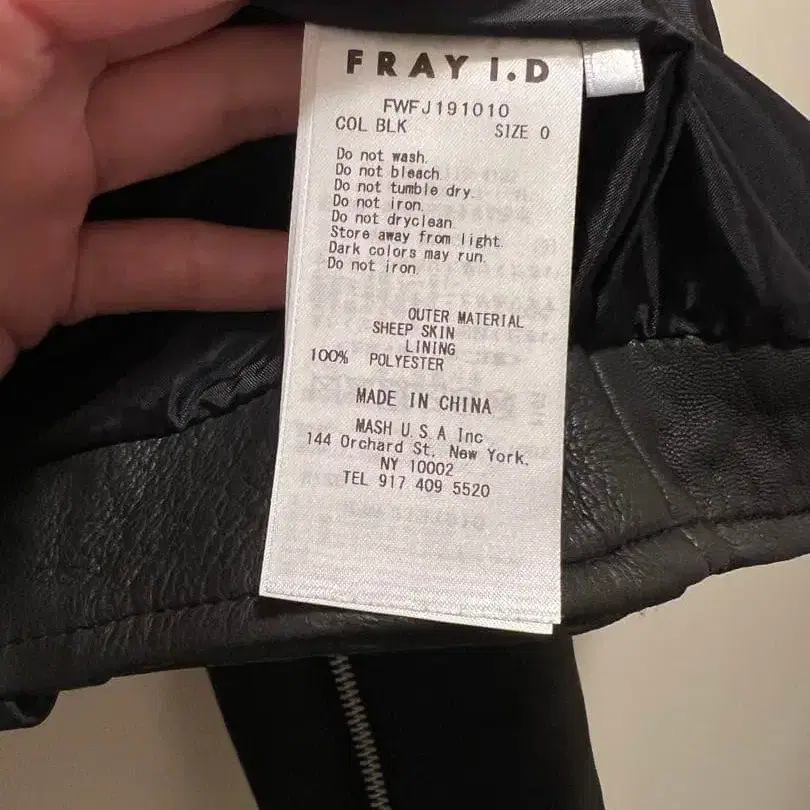 FRAY I.D
FWFJ191010
COL BLK SIZE 0
Do not wash.
Do not bleach.
Do not tumble dry.
Do not iron.
Do not dryclean.
Store away from light.
Dark colors may run.
Do not iron.
OUTER MATERIAL
SHEEP SKIN
LINING
100% POLYESTER
MADE IN CHINA
MASH U.S.A Inc
144 Orchard St. New York.
NY 10002
TEL 917 409 5520